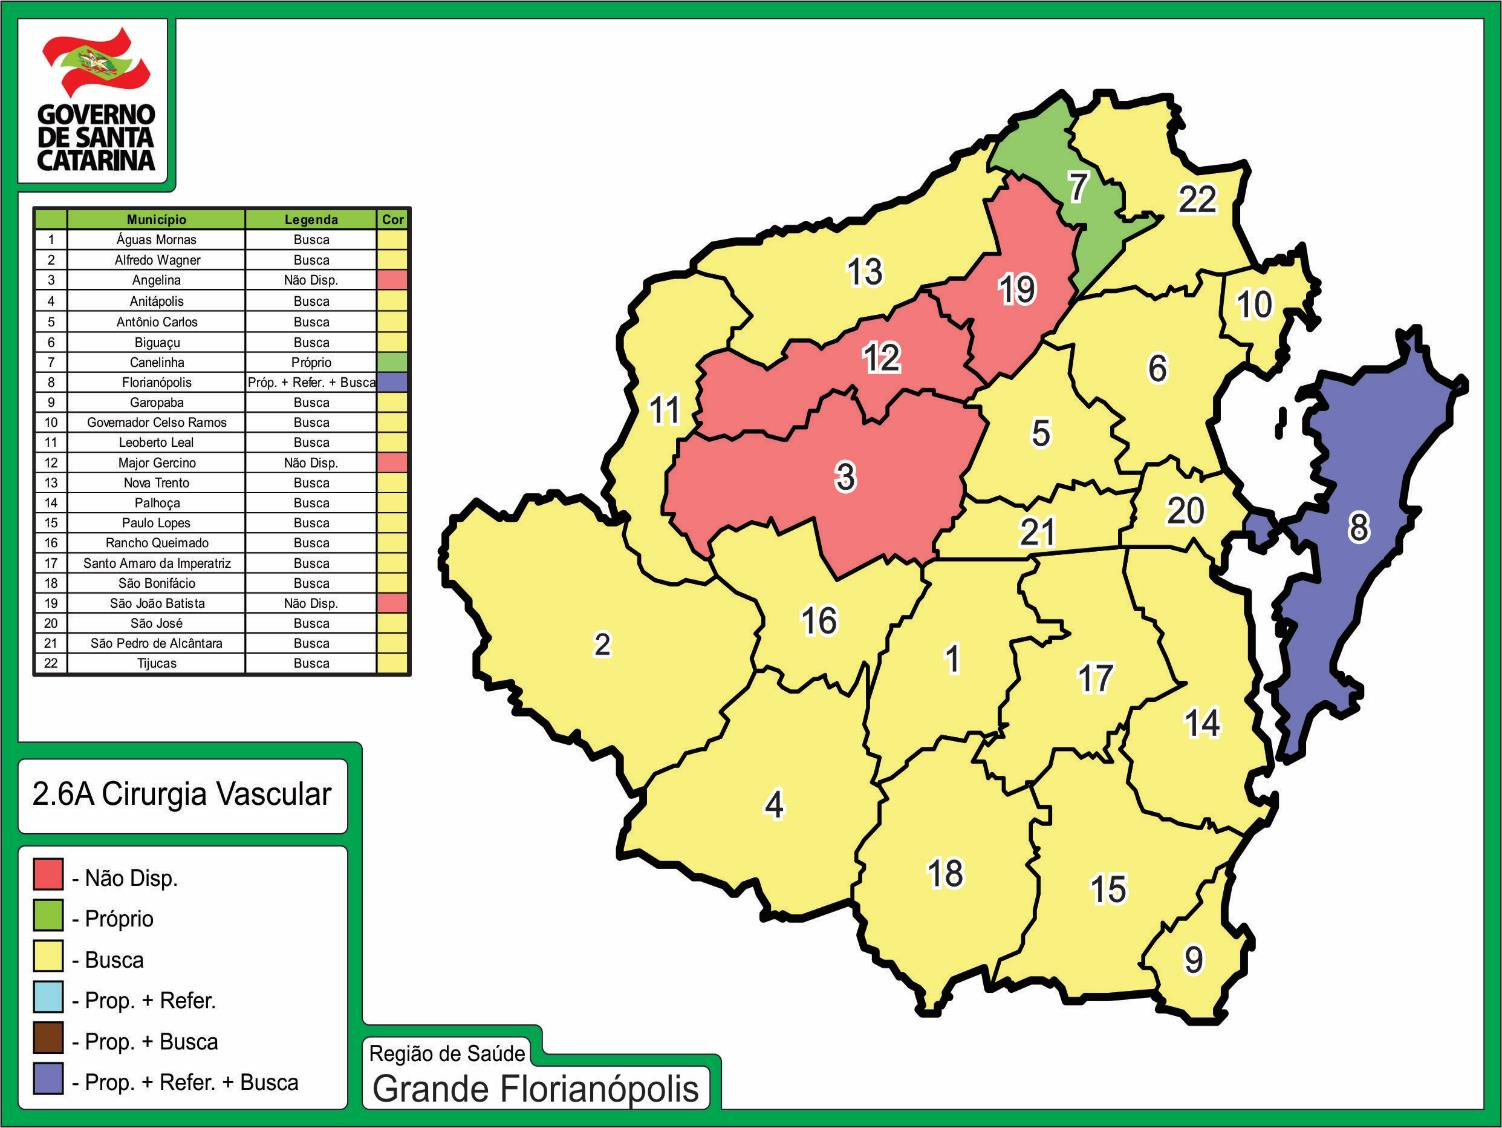 GOVERNO
DE SANTA
CATARINA
Município Legenda Cor
1 Águas Mornas Busca
2 Alfredo Wagner Busca
3 Angelina Não Disp.
4 Anitápolis Busca
5 Antônio Carlos Busca
6 Biguaçu Busca
7 Canelinha Próprio
8 Florianópolis Próp. + Refer. + Busca
9 Garopaba Busca
10 Governador Celso Ramos Busca
11 Leoberto Leal Busca
12 Major Gercino Não Disp.
13 Nova Trento Busca
14 Palhoça Busca
15 Paulo Lopes Busca
16 Rancho Queimado Busca
17 Santo Amaro da Imperatriz Busca
18 São Bonifácio Busca
19 São João Batista Não Disp.
20 São José Busca
21 São Pedro de Alcântara Busca
22 Tijucas Busca
7
22
13
19
10
12
6
11
5
3
20
21
8
16
2
1
17
14
4
18
15
9
2.6A Cirurgia Vascular
- Não Disp.
- Próprio
- Busca
- Prop. + Refer.
- Prop. + Busca
- Prop. + Refer. + Busca
Região de Saúde
Grande Florianópolis